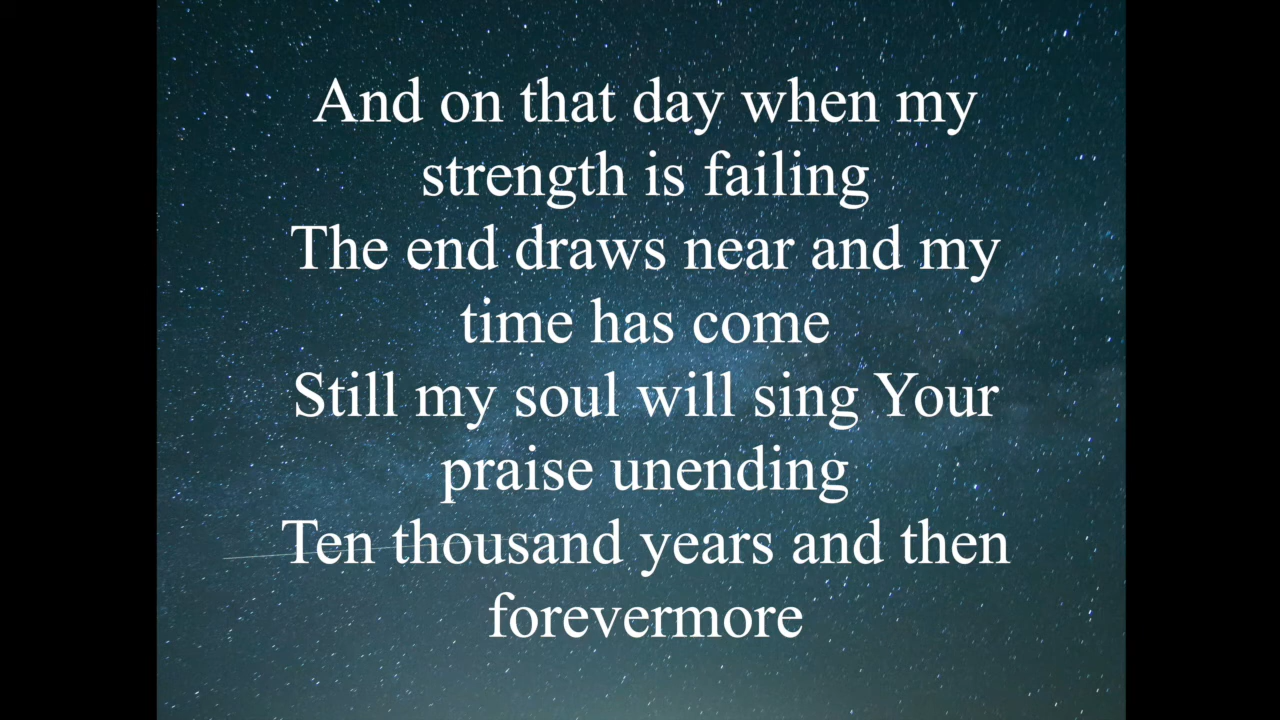 And on that day when my
strength is failing
The end draws near and my
time has come
Still my soul will sing Your
praise unending
Ten thousand years and then
forevermore